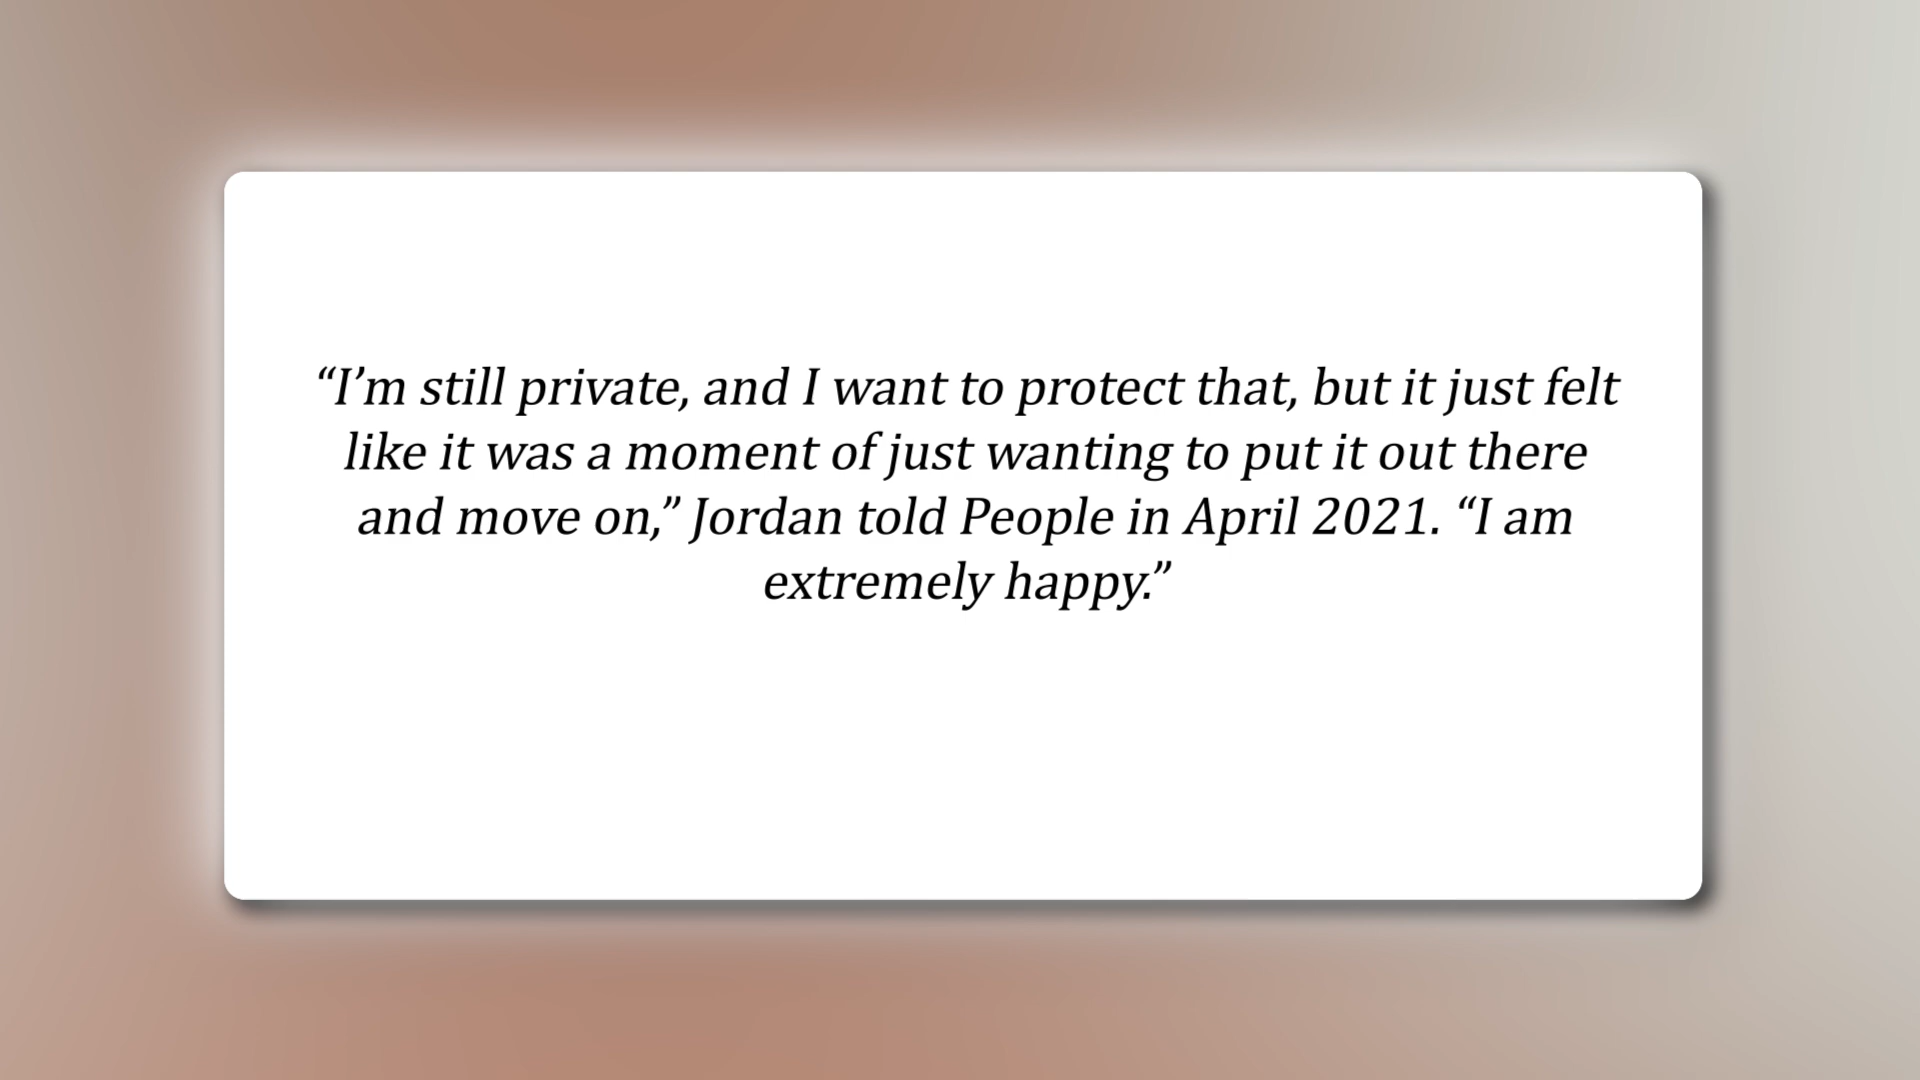 “I’m still private, and I want to protect that, but it just felt
like it was a moment of just wanting to put it out there
and move on,” Jordan told People in April 2021. “I am
extremely happy.”